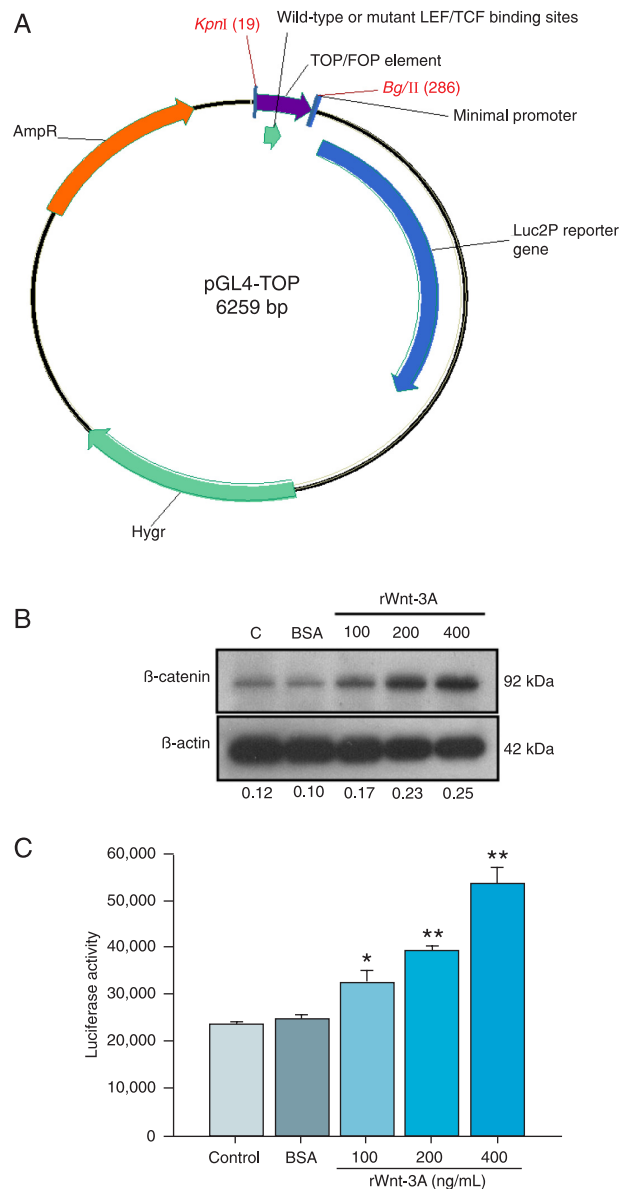 A
Wild-type or mutant LEF/TCF binding sites
KpnI (19)
TOP/FOP element
Bg/II (286)
Minimal promoter
AmpR
Luc2P reporter
gene
pGL4-TOP
6259 bp
Hygr
B
rWnt-3A
C BSA 100 200 400
ß-catenin 92 kDa
ß-actin 42 kDa
0.12 0.10 0.17 0.23 0.25
C
Luciferase activity
60,000
50,000
40,000
30,000
20,000
10,000
0
* ** **
Control BSA 100 200 400
rWnt-3A (ng/mL)